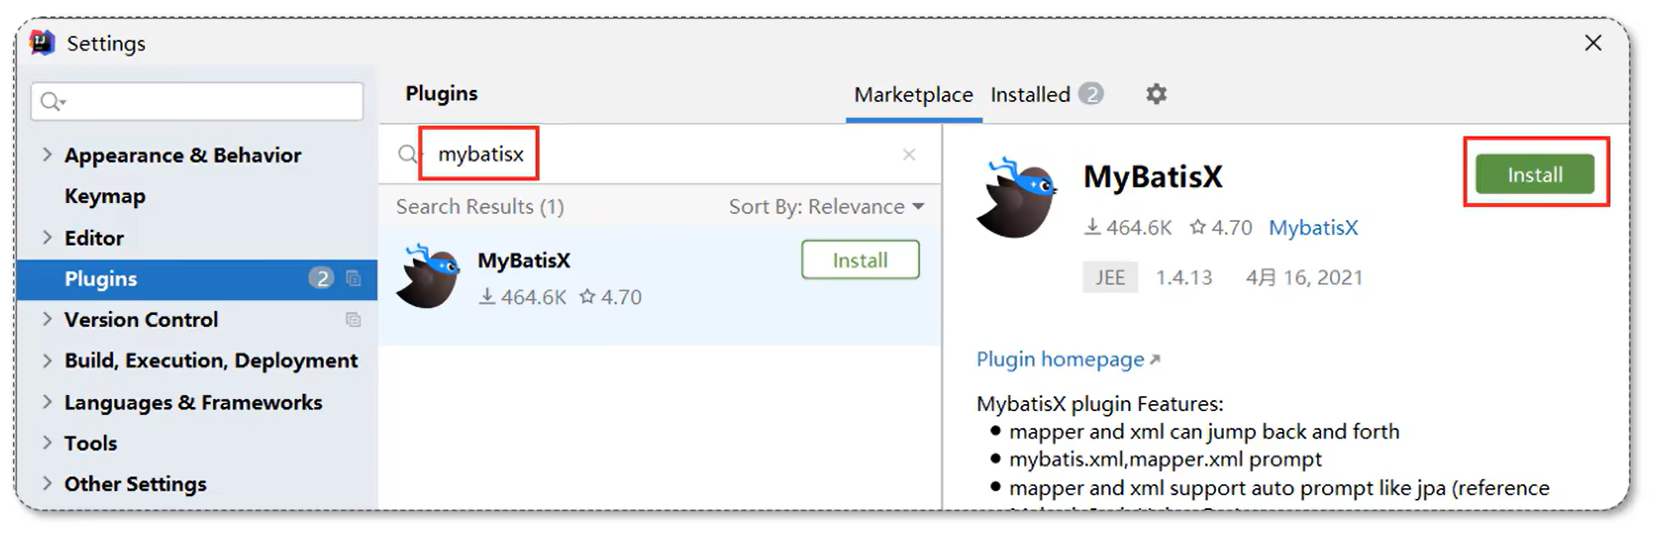 Settings
Plugins
Marketplace
Installed 2
mybatisx
Appearance & Behavior
Keymap
Editor
Plugins 2
Version Control
Build, Execution, Deployment
Languages & Frameworks
Tools
Other Settings
Search Results (1)
Sort By: Relevance
MyBatisX
Install
464.6K 4.70
MyBatisX
Install
464.6K 4.70 MybatisX
JEE 1.4.13 4月 16, 2021
Plugin homepage
MybatisX plugin Features:
mapper and xml can jump back and forth
mybatis.xml,mapper.xml prompt
mapper and xml support auto prompt like jpa (reference